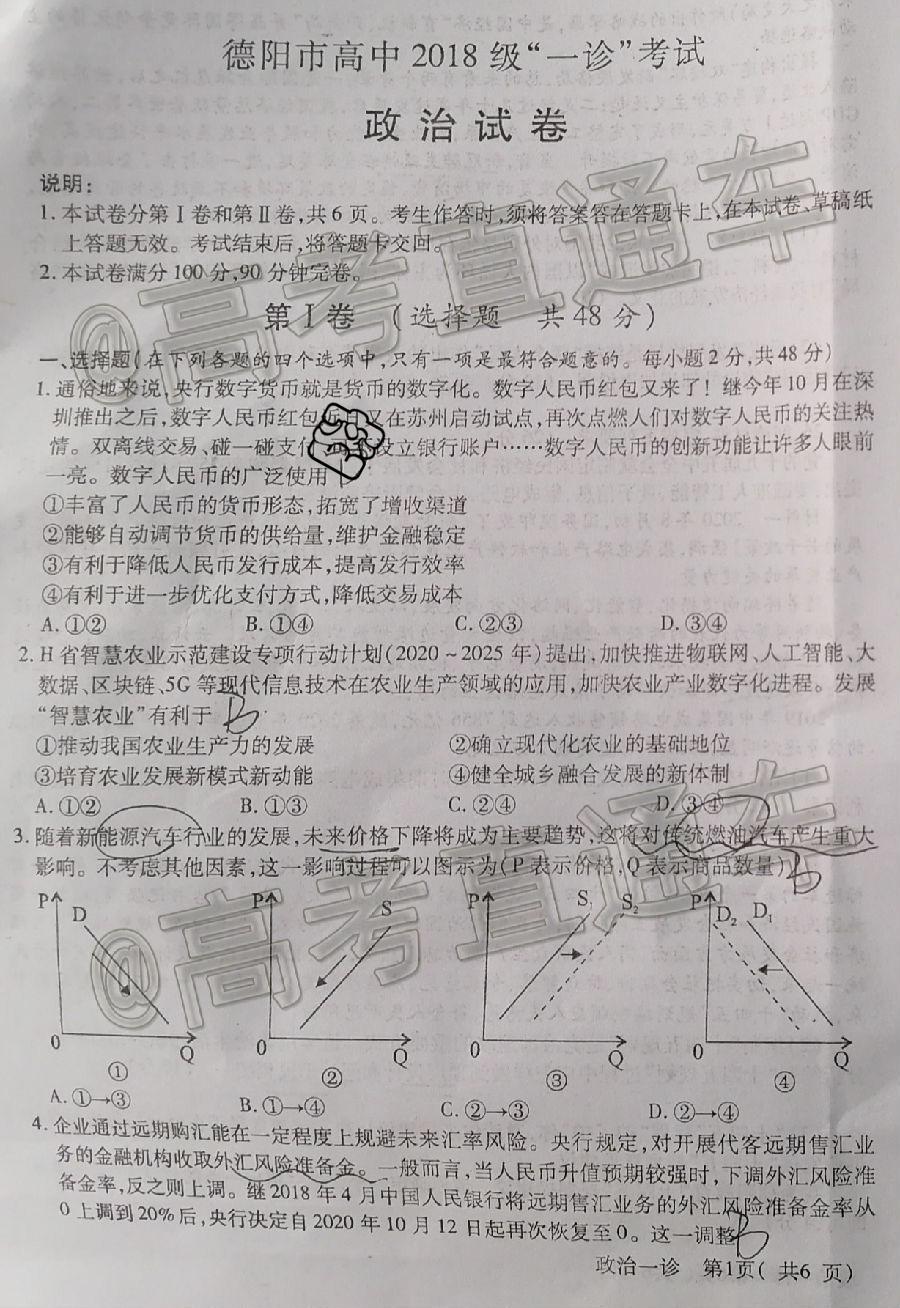 德阳市高中2018级“一诊”考试
政治试卷
说明：
1.本试卷分第Ⅰ卷和第Ⅱ卷,共6页。考生作答时,须将答案答在答题卡上,在本试卷、草稿纸
上答题无效。考试结束后,将答题卡交回。
2.本试卷满分100分,90分钟完卷。
第Ⅰ卷 (选择题 共48分)
一、选择题(在下列各题的四个选项中,只有一项是最符合题意的。每小题2分,共48分)
1.通俗地来说,央行数字货币就是货币的数字化。数字人民币红包又来了!继今年10月在深
圳推出之后,数字人民币红包 又在苏州启动试点,再次点燃人们对数字人民币的关注热
情。双离线交易、碰一碰支付 设立银行账户……数字人民币的创新功能让许多人眼前
一亮。数字人民币的广泛使用
①丰富了人民币的货币形态,拓宽了增收渠道
②能够自动调节货币的供给量,维护金融稳定
③有利于降低人民币发行成本,提高发行效率
④有利于进一步优化支付方式,降低交易成本
A.①② B.①④ C.②③ D.③④
2.H省智慧农业示范建设专项行动计划(2020~2025年)提出,加快推进物联网、人工智能、大
数据、区块链、5G等现代信息技术在农业生产领域的应用,加快农业产业数字化进程。发展
“智慧农业”有利于 B
①推动我国农业生产力的发展 ②确立现代化农业的基础地位
③培育农业发展新模式新动能 ④健全城乡融合发展的新体制
A.①② B.①③ C.②④ D.③④
3.随着新能源汽车行业的发展,未来价格下降将成为主要趋势,这将对传统燃油汽车产生重大
影响。不考虑其他因素,这一影响过程可以图示为(P表示价格,Q表示商品数量) B
P D 0 Q ①
P S 0 Q ②
P S1 S2 0 Q ③
P D2 D1 0 Q ④
A.①→③ B.①→④ C.②→③ D.②→④
4.企业通过远期购汇能在一定程度上规避未来汇率风险。央行规定,对开展代客远期售汇业
务的金融机构收取外汇风险准备金。一般而言,当人民币升值预期较强时,下调外汇风险准
备金率,反之则上调。继2018年4月中国人民银行将远期售汇业务的外汇风险准备金率从
0上调到20%后,央行决定自2020年10月12日起再次恢复至0。这一调整 B
政治一诊 第1页(共6页)
@高考直通车
@高考直通车